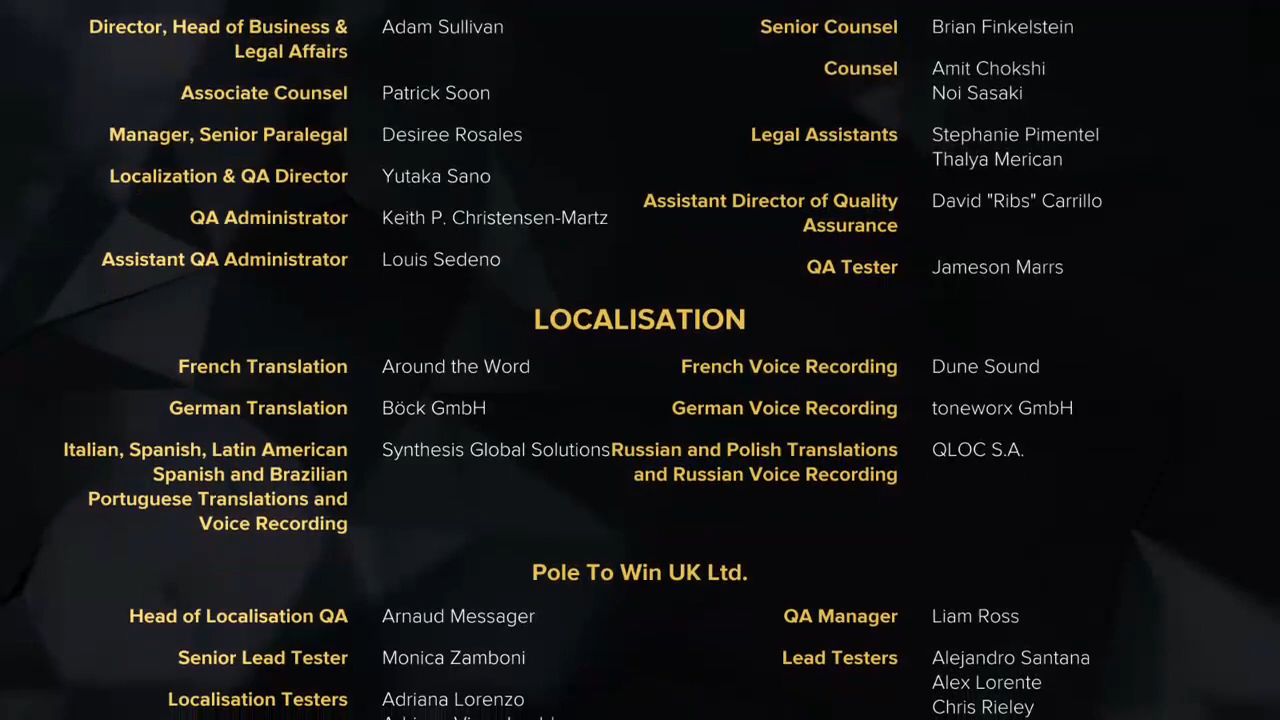 Director, Head of Business &
Legal Affairs
Adam Sullivan
Associate Counsel
Patrick Soon
Manager, Senior Paralegal
Desiree Rosales
Localization & QA Director
Yutaka Sano
QA Administrator
Keith P. Christensen-Martz
Assistant QA Administrator
Louis Sedeno
Senior Counsel
Brian Finkelstein
Counsel
Amit Chokshi
Noi Sasaki
Legal Assistants
Stephanie Pimentel
Thalya Merican
Assistant Director of Quality
Assurance
David "Ribs" Carrillo
QA Tester
Jameson Marrs
LOCALISATION
French Translation
Around the Word
German Translation
Böck GmbH
Italian, Spanish, Latin American
Spanish and Brazilian
Portuguese Translations and
Voice Recording
Synthesis Global Solutions
French Voice Recording
Dune Sound
German Voice Recording
toneworx GmbH
Russian and Polish Translations
and Russian Voice Recording
QLOC S.A.
Pole To Win UK Ltd.
Head of Localisation QA
Arnaud Messager
Senior Lead Tester
Monica Zamboni
Localisation Testers
Adriana Lorenzo
QA Manager
Liam Ross
Lead Testers
Alejandro Santana
Alex Lorente
Chris Rieley